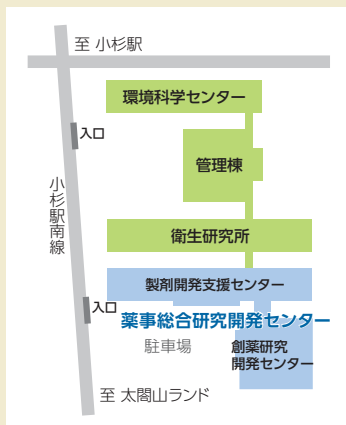 至 小杉駅
環境科学センター
入口
管理棟
小杉駅南線
衛生研究所
製剤開発支援センター
入口
薬事総合研究開発センター
駐車場
創薬研究
開発センター
至 太閤山ランド